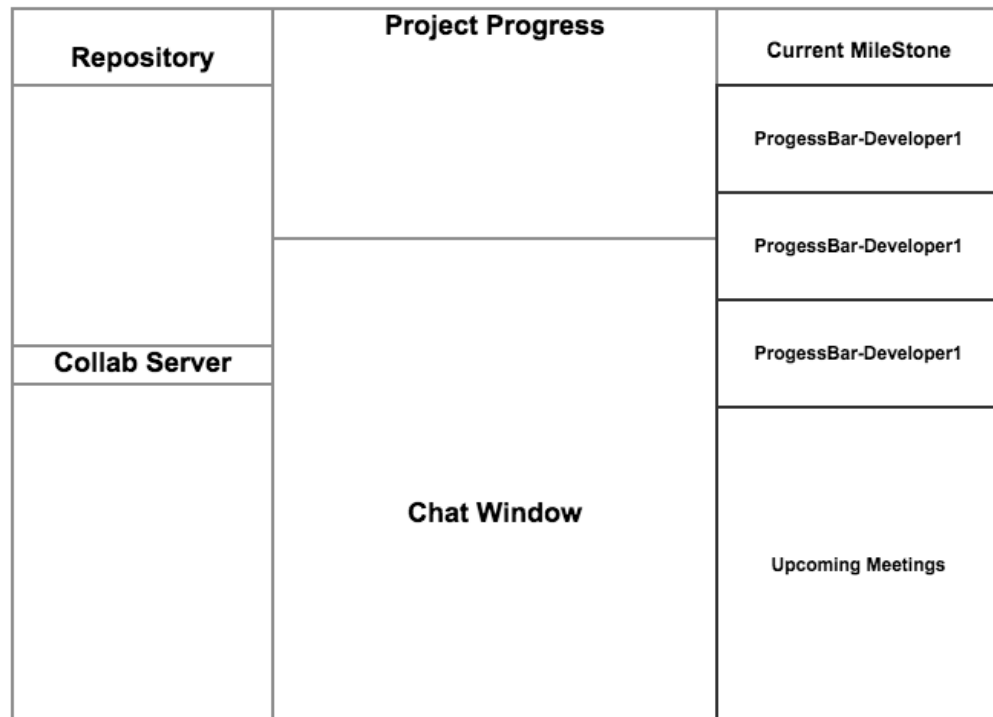 Repository
Collab Server
Project Progress
Chat Window
Current MileStone
ProgessBar-Developer1
ProgessBar-Developer1
ProgessBar-Developer1
Upcoming Meetings